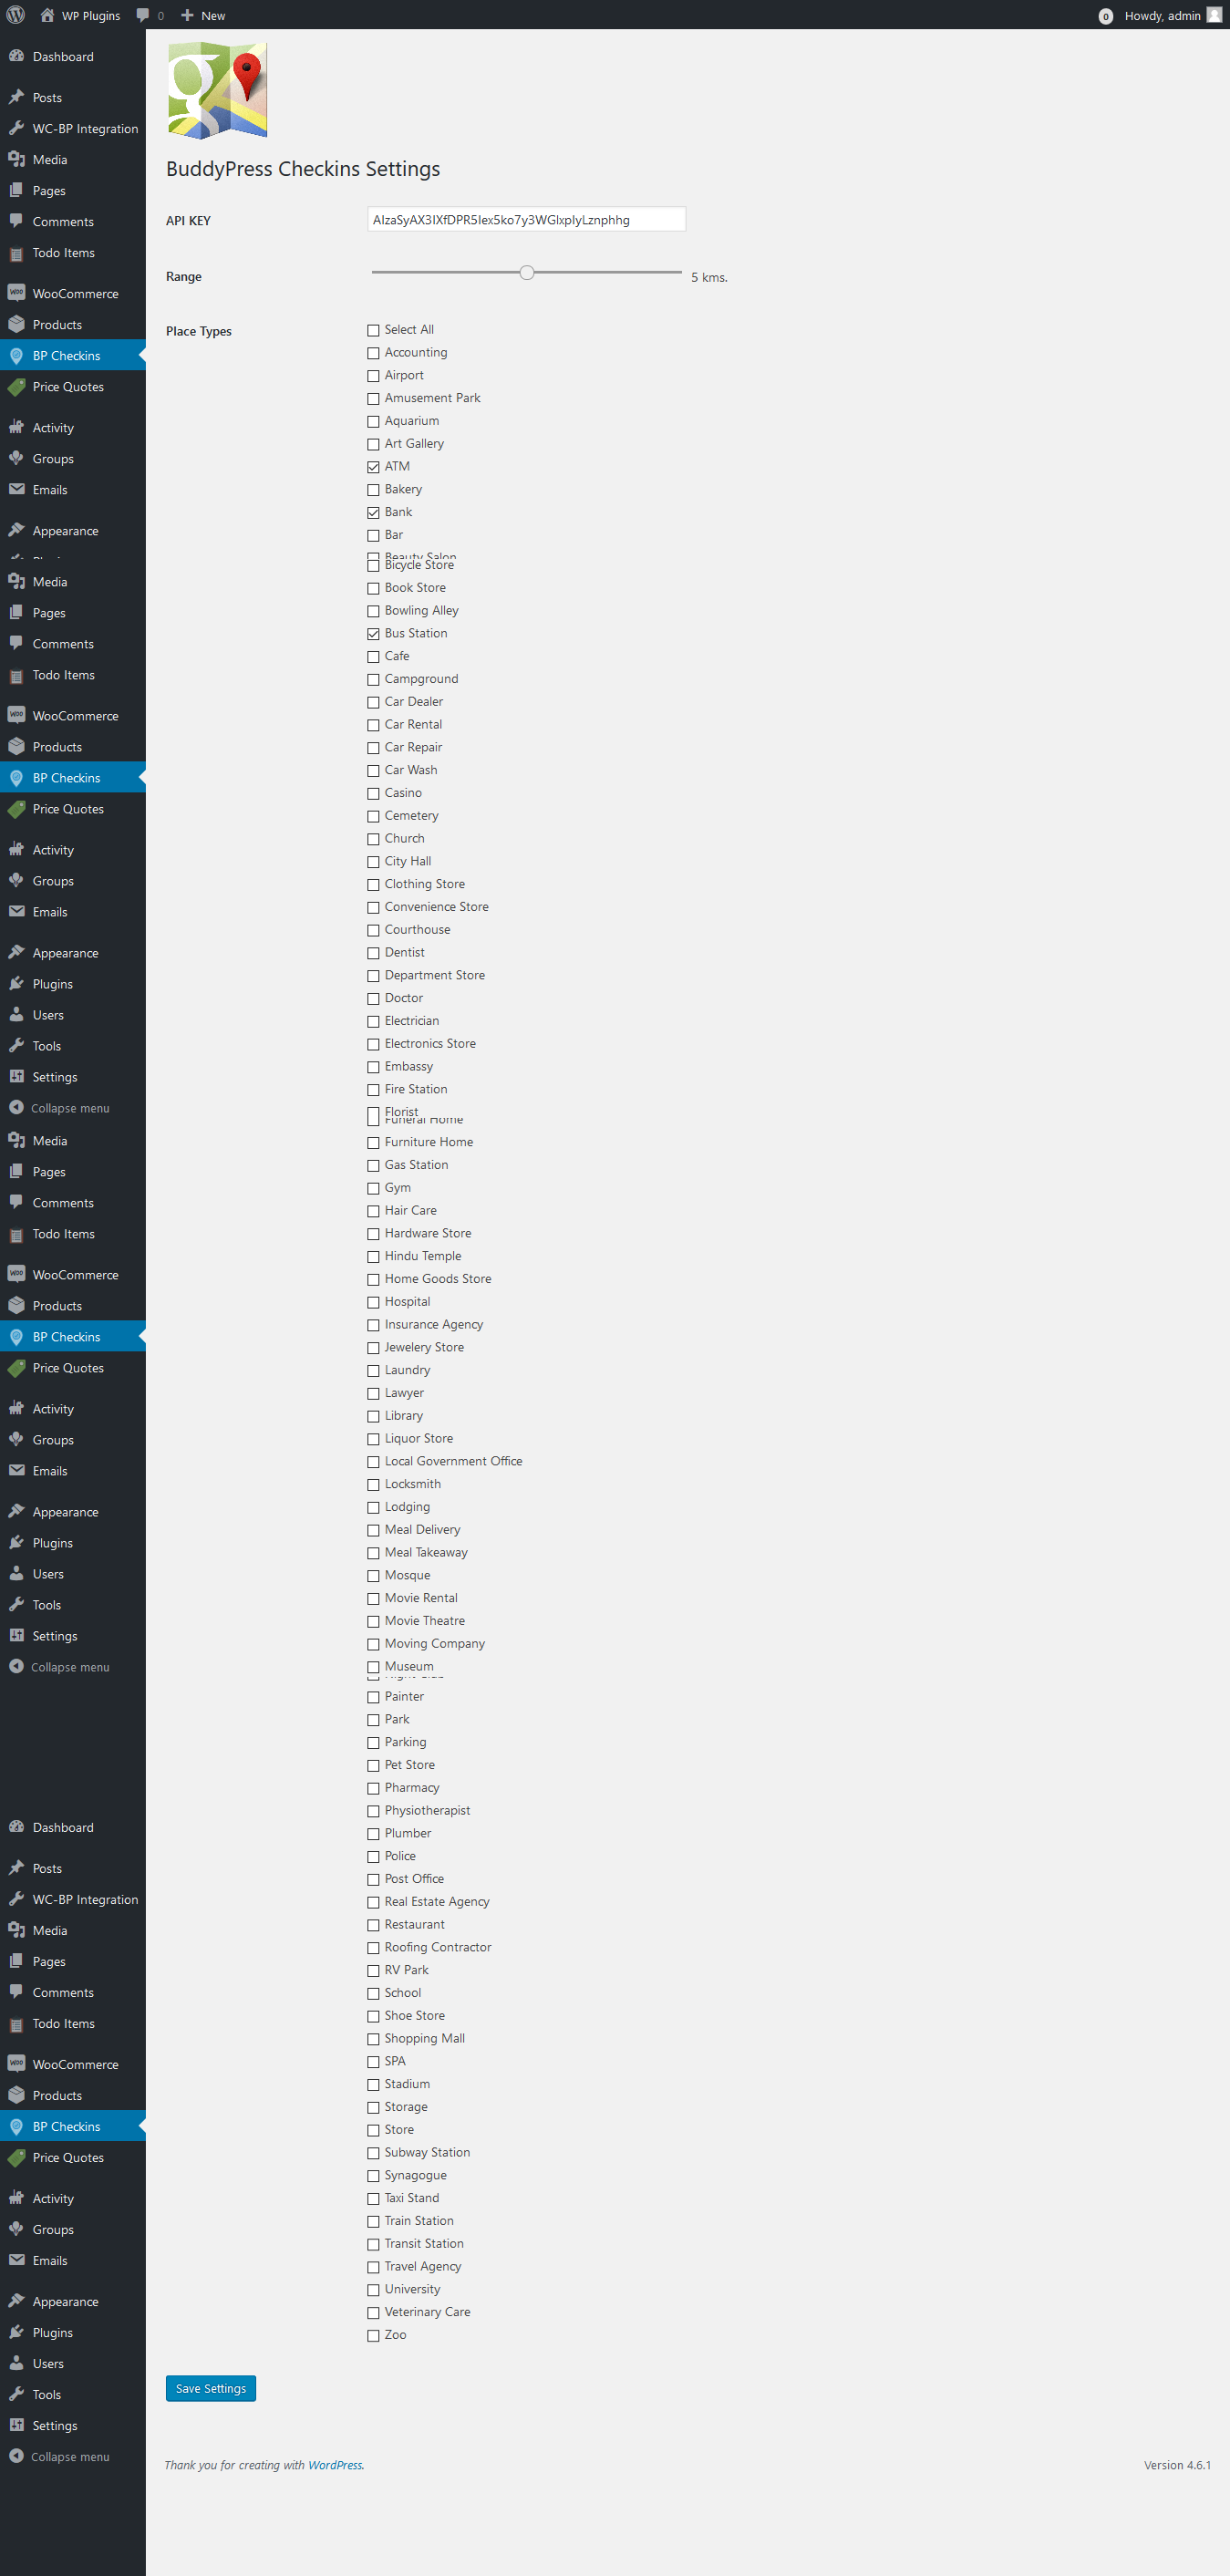 WP Plugins 0 New 0 Howdy, admin
Dashboard
Posts
WC-BP Integration
Media
Pages
Comments
Todo Items
WooCommerce
Products
BP Checkins
Price Quotes
Activity
Groups
Emails
Appearance
Media
Pages
Comments
Todo Items
WooCommerce
Products
BP Checkins
Price Quotes
Activity
Groups
Emails
Appearance
Plugins
Users
Tools
Settings
Collapse menu
Media
Pages
Comments
Todo Items
WooCommerce
Products
BP Checkins
Price Quotes
Activity
Groups
Emails
Appearance
Plugins
Users
Tools
Settings
Collapse menu
Dashboard
Posts
WC-BP Integration
Media
Pages
Comments
Todo Items
WooCommerce
Products
BP Checkins
Price Quotes
Activity
Groups
Emails
Appearance
Plugins
Users
Tools
Settings
Collapse menu
BuddyPress Checkins Settings
API KEY
Range
5 kms.
Place Types
Select All
Accounting
Airport
Amusement Park
Aquarium
Art Gallery
ATM
Bakery
Bank
Bar
Beauty Salon
Bicycle Store
Book Store
Bowling Alley
Bus Station
Cafe
Campground
Car Dealer
Car Rental
Car Repair
Car Wash
Casino
Cemetery
Church
City Hall
Clothing Store
Convenience Store
Courthouse
Dentist
Department Store
Doctor
Electrician
Electronics Store
Embassy
Fire Station
Florist
Funeral Home
Furniture Home
Gas Station
Gym
Hair Care
Hardware Store
Hindu Temple
Home Goods Store
Hospital
Insurance Agency
Jewelery Store
Laundry
Lawyer
Library
Liquor Store
Local Government Office
Locksmith
Lodging
Meal Delivery
Meal Takeaway
Mosque
Movie Rental
Movie Theatre
Moving Company
Museum
Painter
Park
Parking
Pet Store
Pharmacy
Physiotherapist
Plumber
Police
Post Office
Real Estate Agency
Restaurant
Roofing Contractor
RV Park
School
Shoe Store
Shopping Mall
SPA
Stadium
Storage
Store
Subway Station
Synagogue
Taxi Stand
Train Station
Transit Station
Travel Agency
University
Veterinary Care
Zoo
Save Settings
Thank you for creating with WordPress. Version 4.6.1